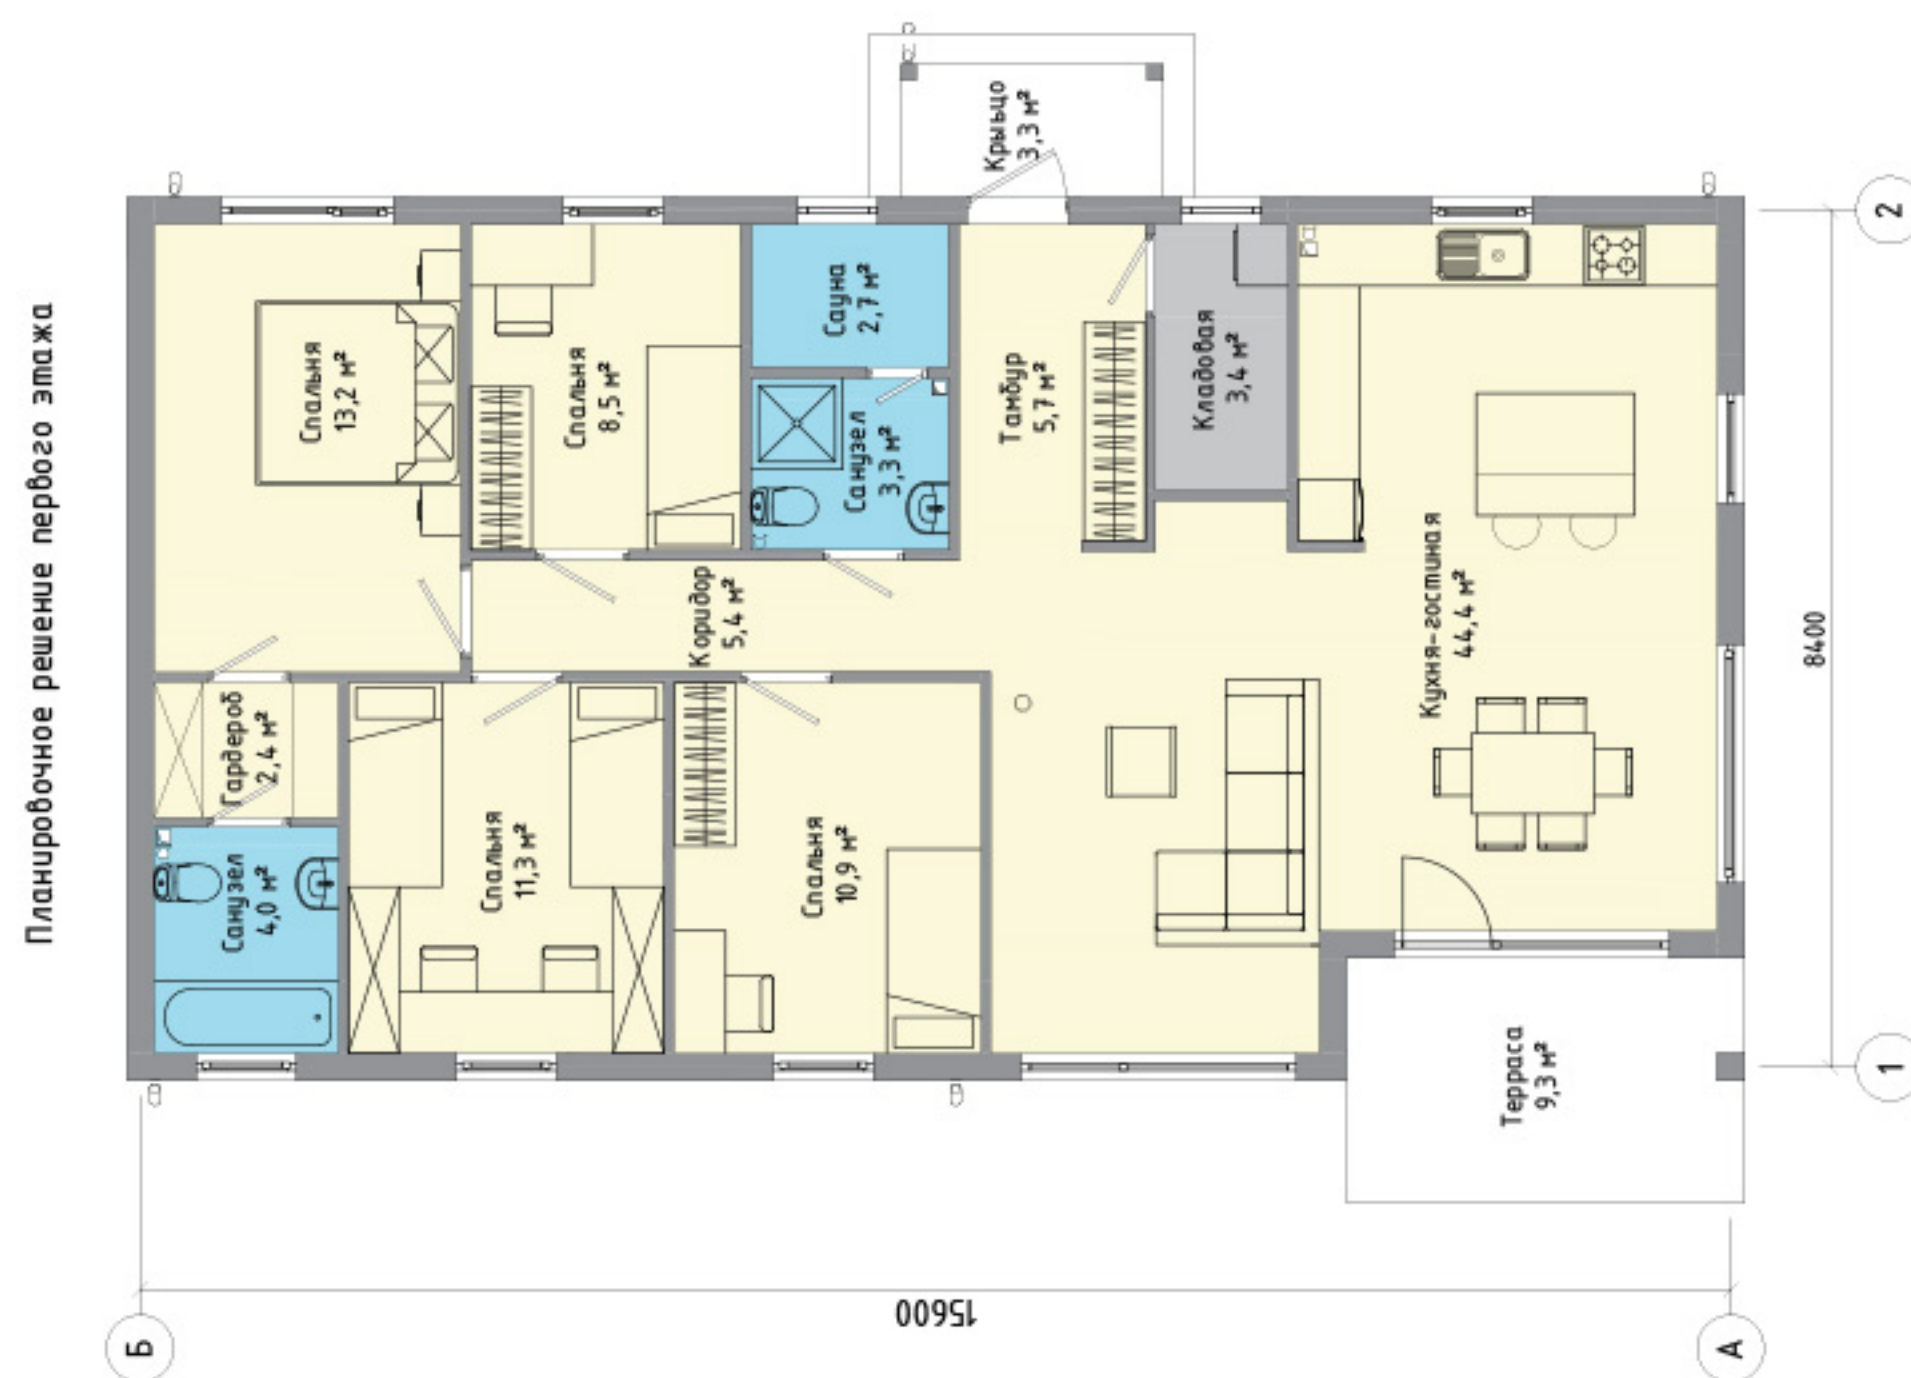 Планировочное решение первого этажа
Крыльцо
3,3 м²
Спальня
13,2 м²
Спальня
8,5 м²
Сауна
2,7 м²
Санузел
3,3 м²
Тамбур
5,7 м²
Кладовая
3,4 м²
Коридор
5,4 м²
Кухня-гостиная
44,4 м²
Гардероб
2,4 м²
Санузел
4,0 м²
Спальня
11,3 м²
Спальня
10,9 м²
Терраса
9,3 м²
8400
15600
2
1
Б
А